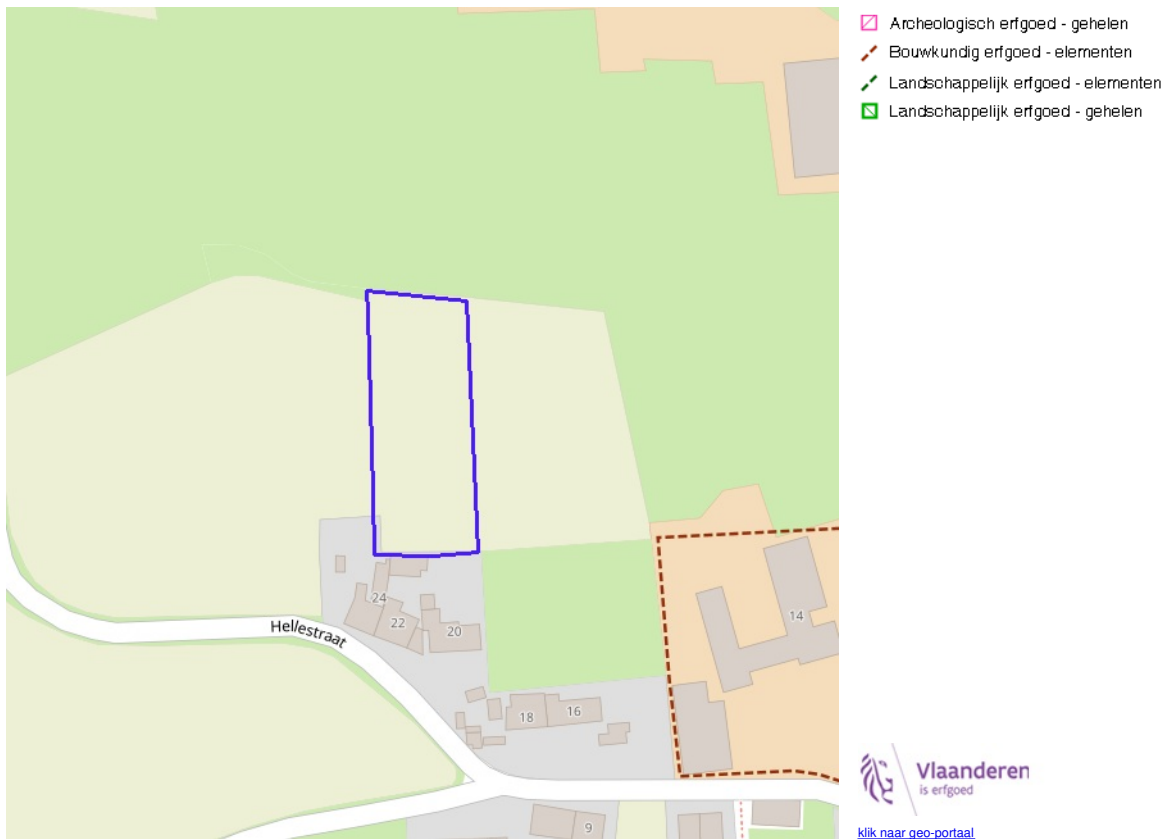 Archeologisch erfgoed - gehelen
Bouwkundig erfgoed - elementen
Landschappelijk erfgoed - elementen
Landschappelijk erfgoed - gehelen
14
24
22
20
Hellestraat
18
16
9
Vlaanderen
is erfgoed
klik naar geo-portaal